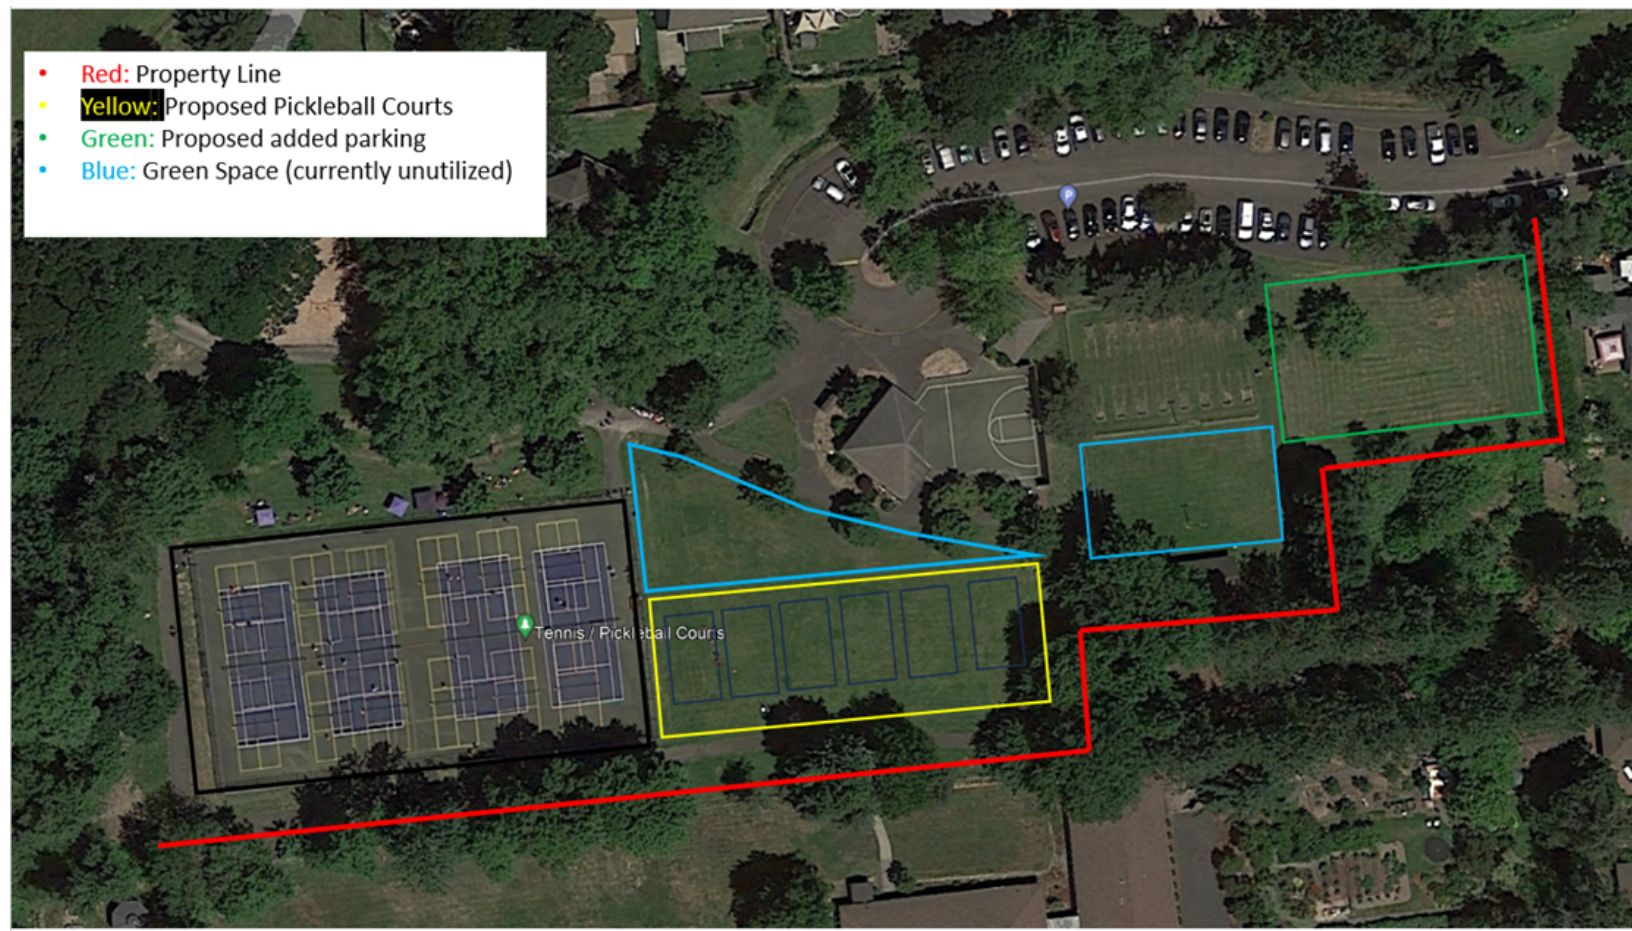 Red: Property Line
Yellow: Proposed Pickleball Courts
Green: Proposed added parking
Blue: Green Space (currently unutilized)
P
Tennis / Pickleball Courts